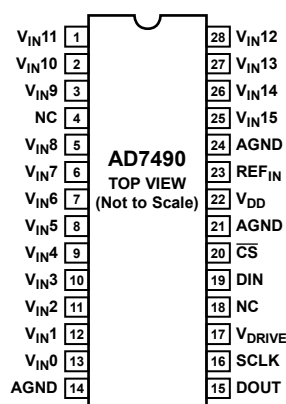 VIN11 1
VIN10 2
VIN9 3
NC 4
VIN8 5
VIN7 6
VIN6 7
VIN5 8
VIN4 9
VIN3 10
VIN2 11
VIN1 12
VIN0 13
AGND 14
AD7490
TOP VIEW
(Not to Scale)
28 VIN12
27 VIN13
26 VIN14
25 VIN15
24 AGND
23 REFIN
22 VDD
21 AGND
20 C̅S̅
19 DIN
18 NC
17 VDRIVE
16 SCLK
15 DOUT